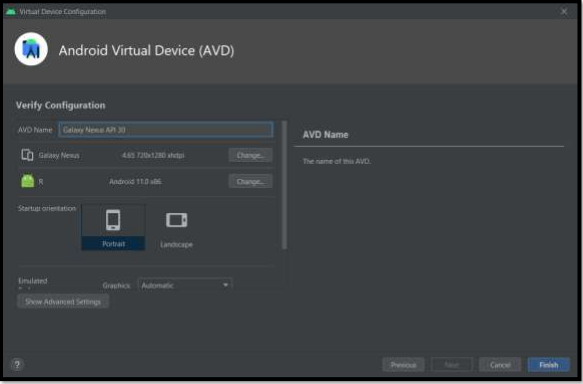 Virtual Device Configuration
Android Virtual Device (AVD)
Verify Configuration
AVD Name Galaxy Nexus API 30
Galaxy Nexus 4.65 720x1280 xhdpi Change...
R Android 11.0 x86 Change...
Startup orientation
Portrait Landscape
Emulated
Graphics Automatic
Show Advanced Settings
AVD Name
The name of this AVD.
? Previous Next Cancel Finish